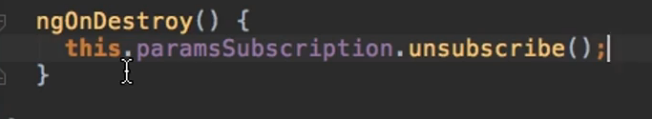 ngOnDestroy() {
this.paramsSubscription.unsubscribe();
}